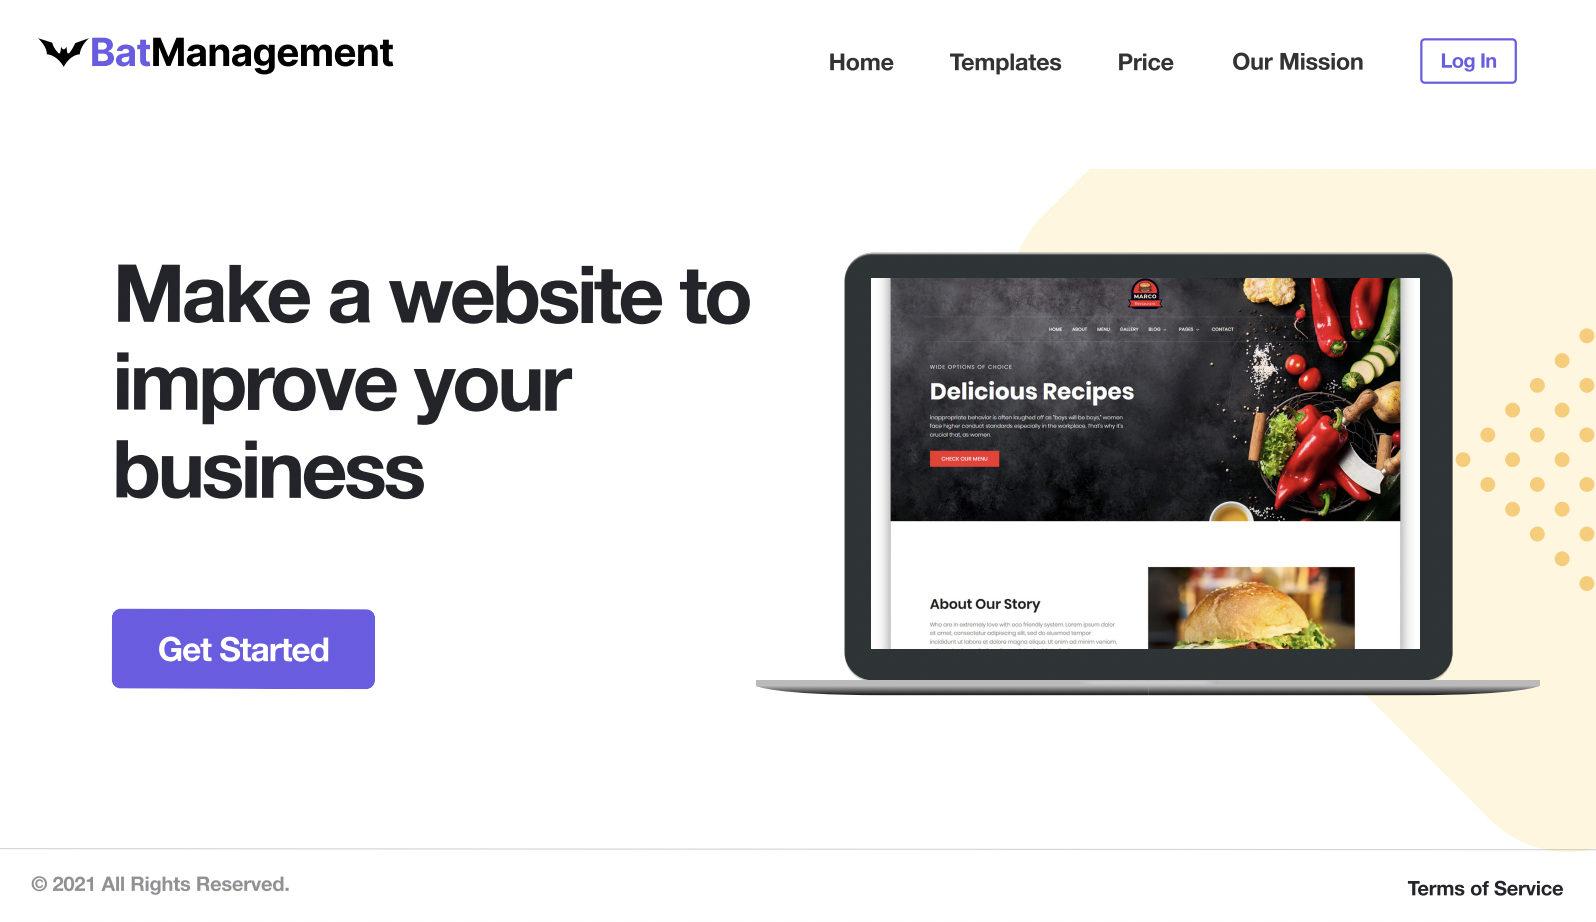 BatManagement
Home Templates Price Our Mission Log In
Make a website to
improve your
business
Get Started
MARCO
HOME ABOUT MENU GALLERY BLOG PAGES CONTACT
WIDE OPTIONS OF CHOICE
Delicious Recipes
Inappropriate behavior is often laughed off as "boys will be boys," women
face higher conduct standards especially in the workplace. That's why it's
crucial that, as women.
CHECK OUR MENU
About Our Story
Who are in extremely love with eco friendly system. Lorem ipsum dolor
sit amet, consectetur adipisicing elit, sed do eiusmod tempor
incididunt ut labore et dolore magna aliqua. Ut enim ad minim veniam,
© 2021 All Rights Reserved.
Terms of Service